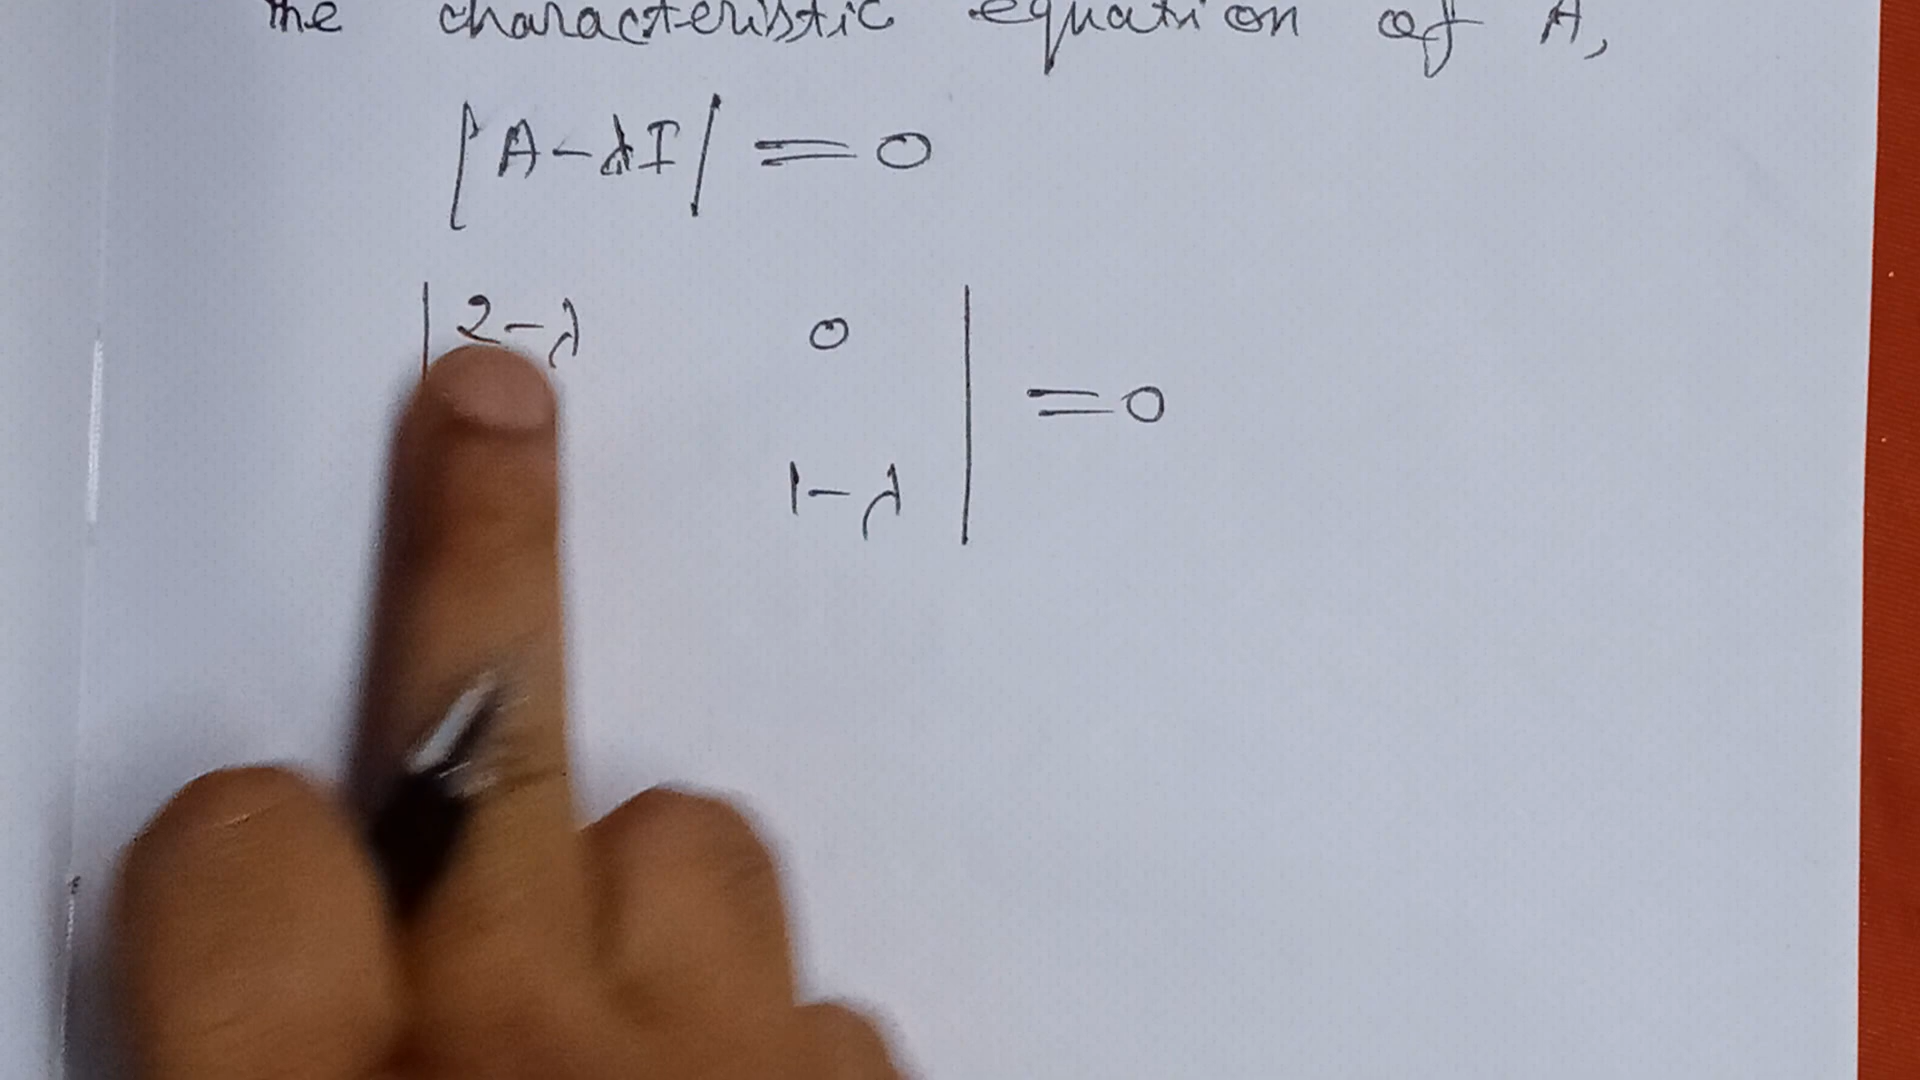 the characteristic equation of A,
|A-λI| = 0
|2-λ 0|
= 0
1-λ